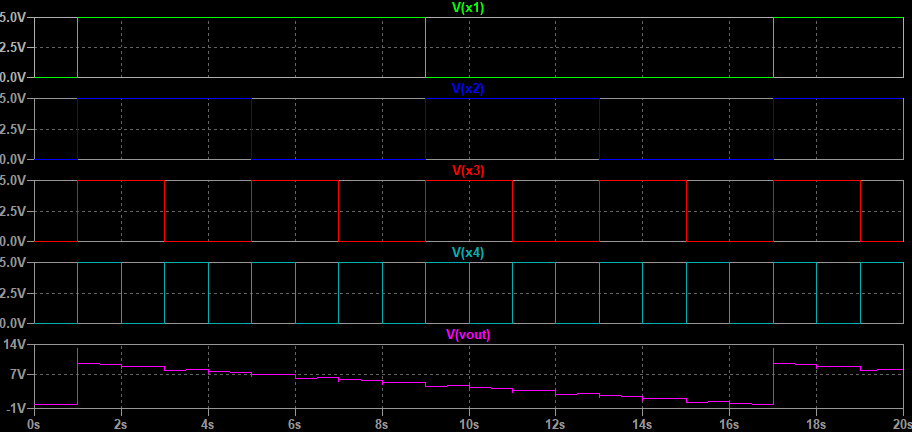 V(x1)
5.0V
2.5V
0.0V
V(x2)
5.0V
2.5V
0.0V
V(x3)
5.0V
2.5V
0.0V
V(x4)
5.0V
2.5V
0.0V
V(vout)
14V
7V
-1V
0s 2s 4s 6s 8s 10s 12s 14s 16s 18s 20s